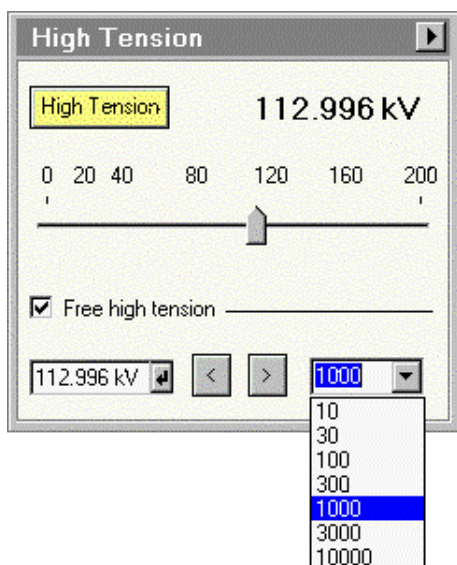 High Tension
High Tension 112.996 kV
0 20 40 80 120 160 200
Free high tension
112.996 kV < > 1000
10
30
100
300
1000
3000
10000